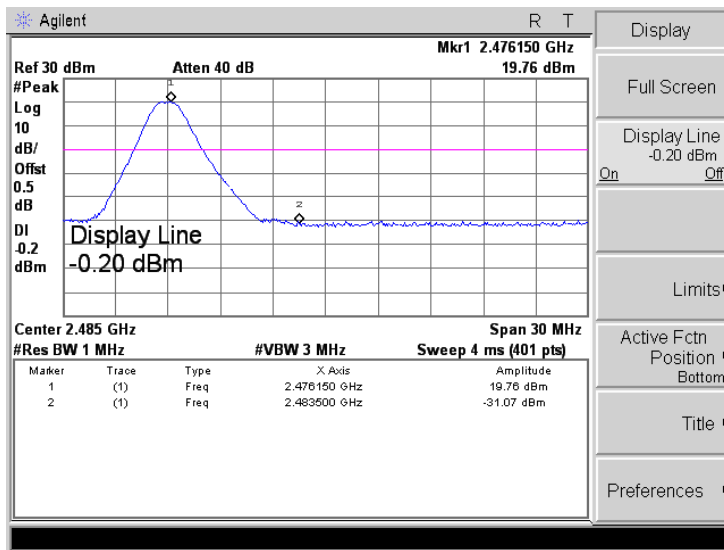 Agilent R T
Mkr1 2.476150 GHz
Ref 30 dBm Atten 40 dB 19.76 dBm
#Peak
Log
10
dB/
Offst
0.5
dB
DI
-0.2
dBm
1
2
Display Line
-0.20 dBm
Center 2.485 GHz Span 30 MHz
#Res BW 1 MHz #VBW 3 MHz Sweep 4 ms (401 pts)
Marker Trace Type X Axis Amplitude
1 (1) Freq 2.476150 GHz 19.76 dBm
2 (1) Freq 2.483500 GHz -31.07 dBm
Display
Full Screen
Display Line
-0.20 dBm
On Off
Limits
Active Fctn
Position
Bottom
Title
Preferences